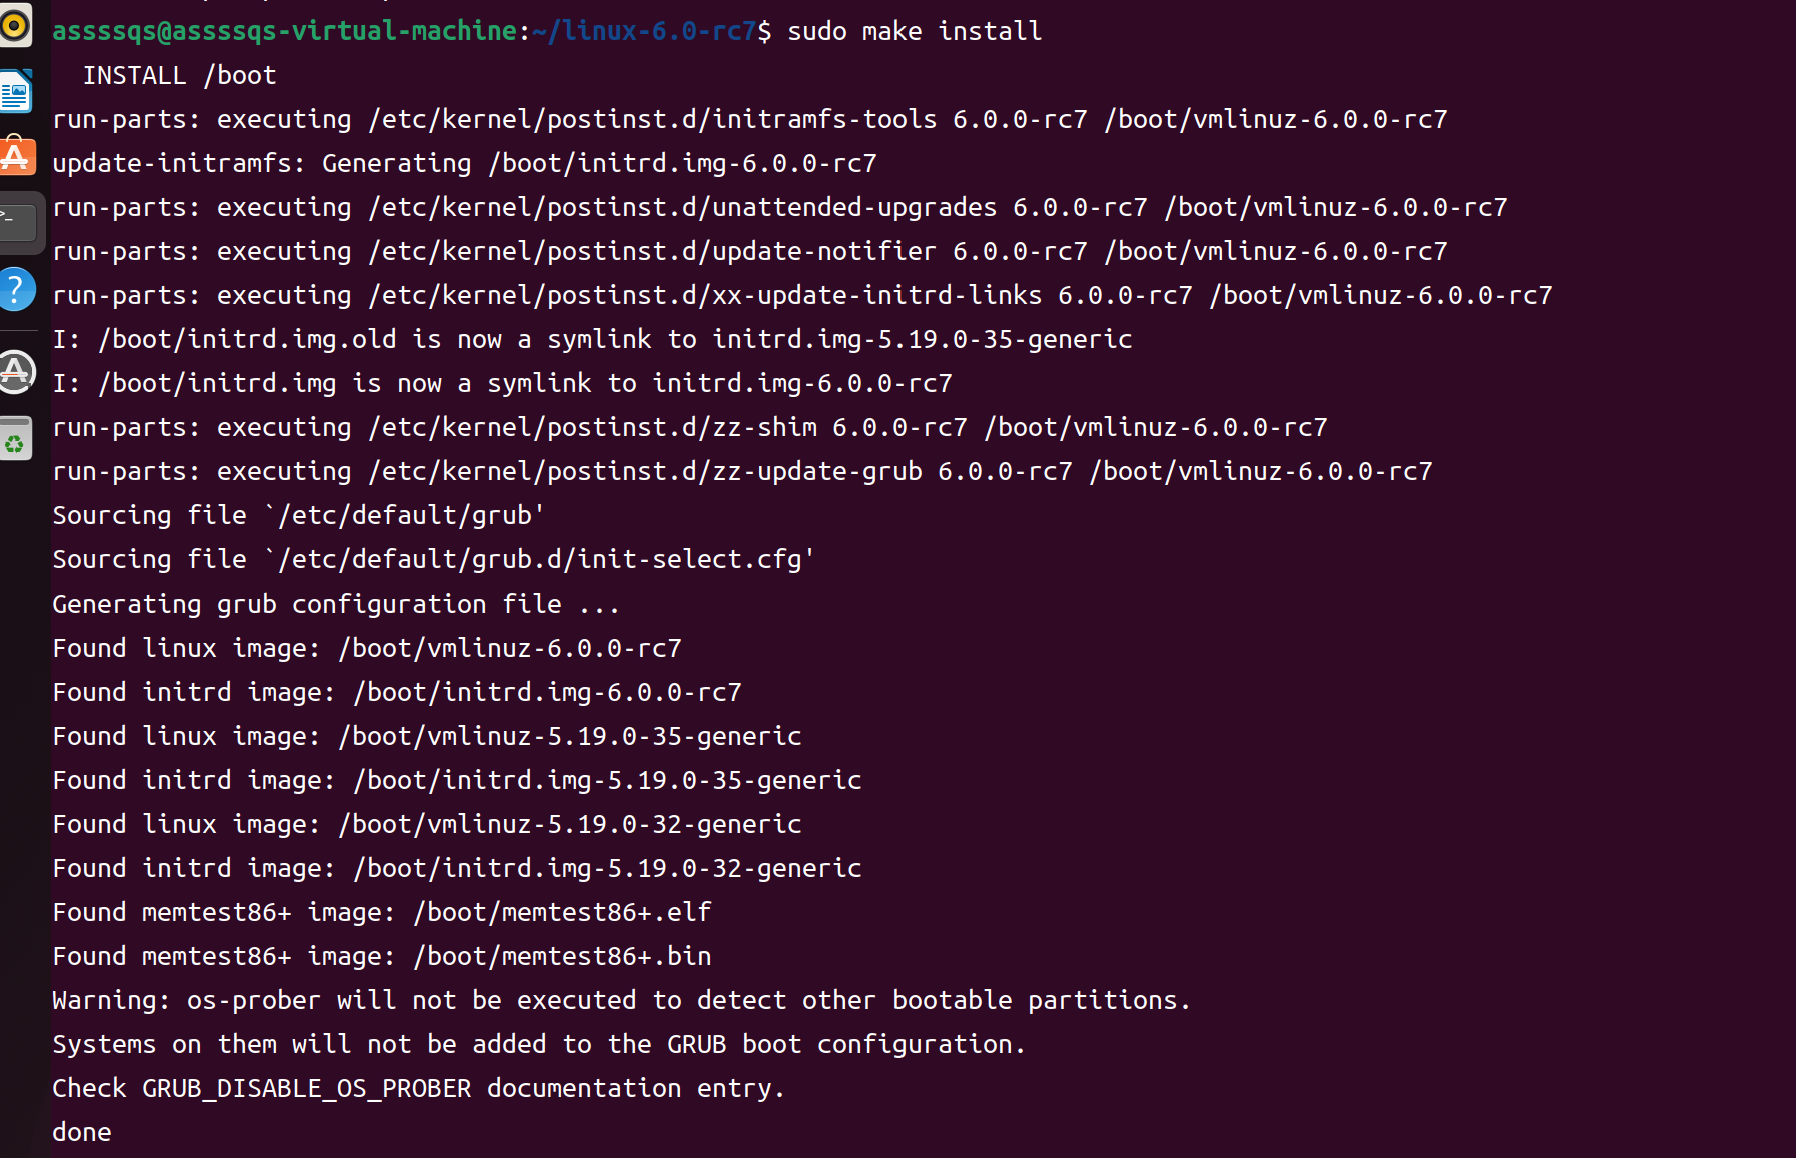 assssqs@assssqs-virtual-machine:~/linux-6.0-rc7$ sudo make install
  INSTALL /boot
run-parts: executing /etc/kernel/postinst.d/initramfs-tools 6.0.0-rc7 /boot/vmlinuz-6.0.0-rc7
update-initramfs: Generating /boot/initrd.img-6.0.0-rc7
run-parts: executing /etc/kernel/postinst.d/unattended-upgrades 6.0.0-rc7 /boot/vmlinuz-6.0.0-rc7
run-parts: executing /etc/kernel/postinst.d/update-notifier 6.0.0-rc7 /boot/vmlinuz-6.0.0-rc7
run-parts: executing /etc/kernel/postinst.d/xx-update-initrd-links 6.0.0-rc7 /boot/vmlinuz-6.0.0-rc7
I: /boot/initrd.img.old is now a symlink to initrd.img-5.19.0-35-generic
I: /boot/initrd.img is now a symlink to initrd.img-6.0.0-rc7
run-parts: executing /etc/kernel/postinst.d/zz-shim 6.0.0-rc7 /boot/vmlinuz-6.0.0-rc7
run-parts: executing /etc/kernel/postinst.d/zz-update-grub 6.0.0-rc7 /boot/vmlinuz-6.0.0-rc7
Sourcing file `/etc/default/grub'
Sourcing file `/etc/default/grub.d/init-select.cfg'
Generating grub configuration file ...
Found linux image: /boot/vmlinuz-6.0.0-rc7
Found initrd image: /boot/initrd.img-6.0.0-rc7
Found linux image: /boot/vmlinuz-5.19.0-35-generic
Found initrd image: /boot/initrd.img-5.19.0-35-generic
Found linux image: /boot/vmlinuz-5.19.0-32-generic
Found initrd image: /boot/initrd.img-5.19.0-32-generic
Found memtest86+ image: /boot/memtest86+.elf
Found memtest86+ image: /boot/memtest86+.bin
Warning: os-prober will not be executed to detect other bootable partitions.
Systems on them will not be added to the GRUB boot configuration.
Check GRUB_DISABLE_OS_PROBER documentation entry.
done